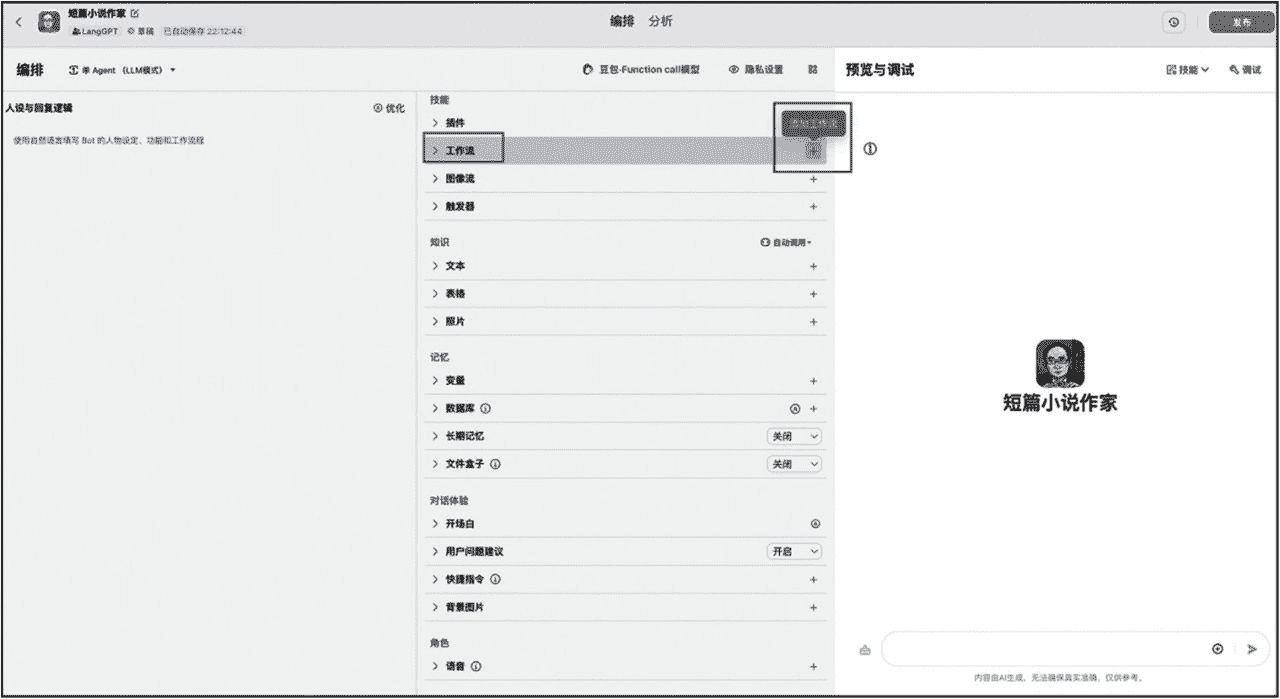 短篇小说作家
LangGPT 草稿 已自动保存 22:12:44
编排 分析
发布
编排
单 Agent (LLM模式)
豆包·Function call模型
隐私设置
人设与回复逻辑
优化
使用自然语言填写 Bot 的人物设定、功能和工作流程
技能
插件
工作流
图像流
触发器
知识
自动调用
文本
表格
照片
记忆
变量
数据库
长期记忆
关闭
文件盒子
关闭
对话体验
开场白
用户问题建议
开启
快捷指令
背景图片
角色
语音
预览与调试
技能
调试
①
短篇小说作家
内容由AI生成,无法确保真实准确,仅供参考。